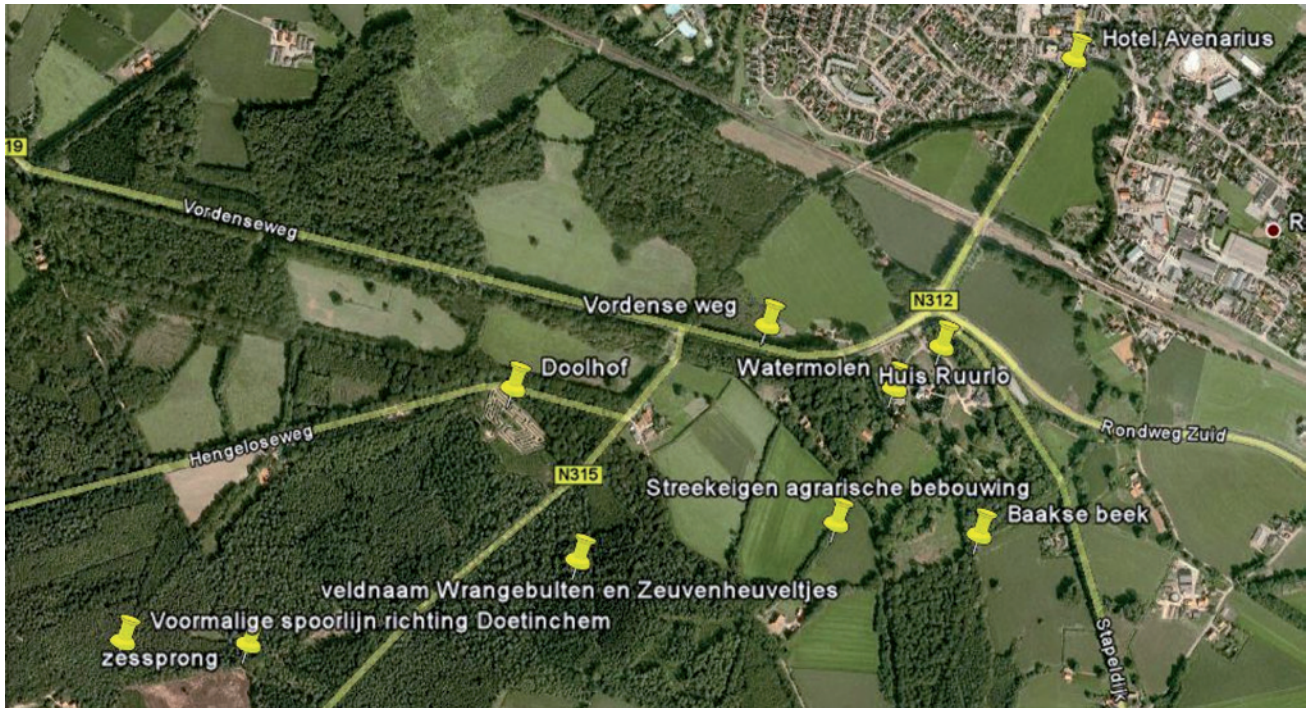 Hotel Avenarius
19
Vordenseweg
R
N312
Vordense weg
Doolhof
Watermolen
Huis Ruurlo
Hengeloseweg
Rondweg Zuid
N315
Streekeigen agrarische bebouwing
Baakse beek
veldnaam Wrangebulten en Zeuvenheuveltjes
Voormalige spoorlijn richting Doetinchem
zessprong
Stapeldijk